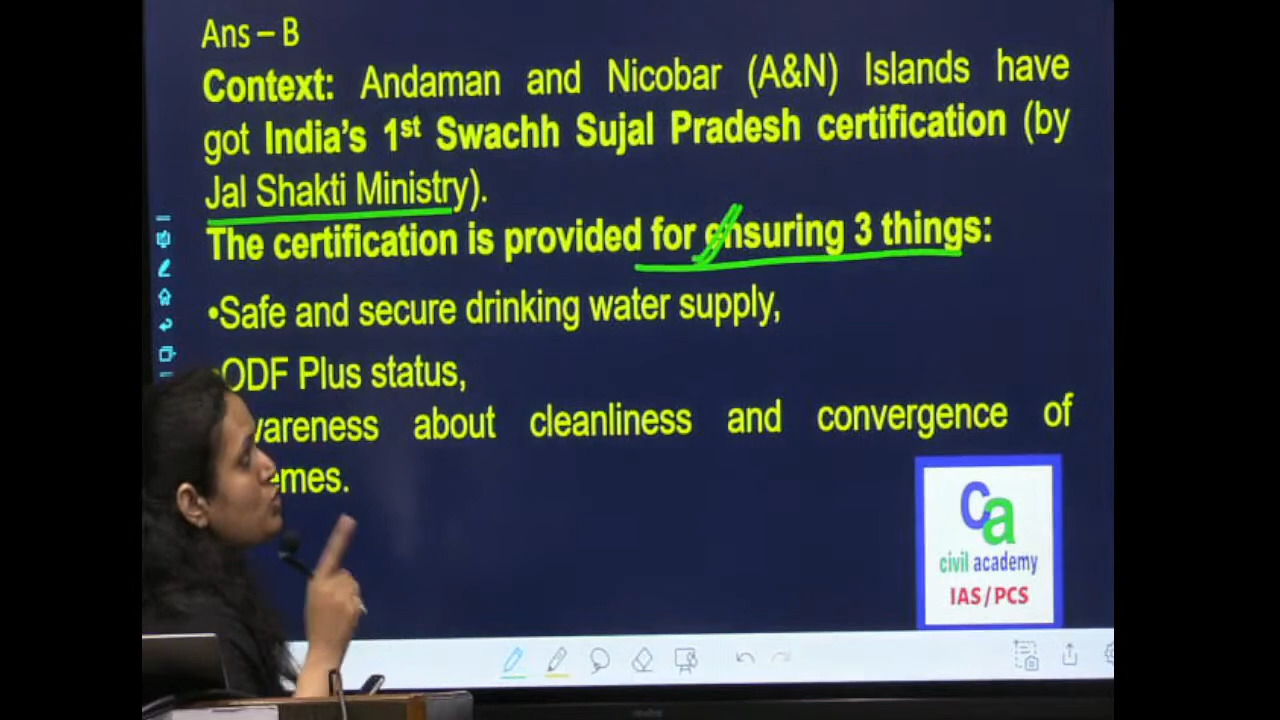 Ans – B
Context: Andaman and Nicobar (A&N) Islands have
got India's 1st Swachh Sujal Pradesh certification (by
Jal Shakti Ministry).
The certification is provided for ensuring 3 things:
•Safe and secure drinking water supply,
ODF Plus status,
about cleanliness and convergence of
Ca
civil academy
IAS/PCS